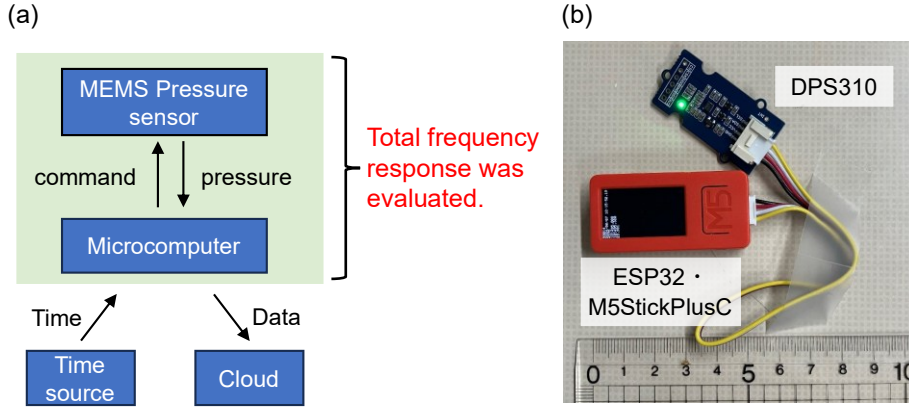 (a)
MEMS Pressure
sensor
command
pressure
Microcomputer
Total frequency
response was
evaluated.
Time
Data
Time
source
Cloud
(b)
DPS310
M5
ESP32・
M5StickPlusC
0 1 2 3 4 5 6 7 8 9 10